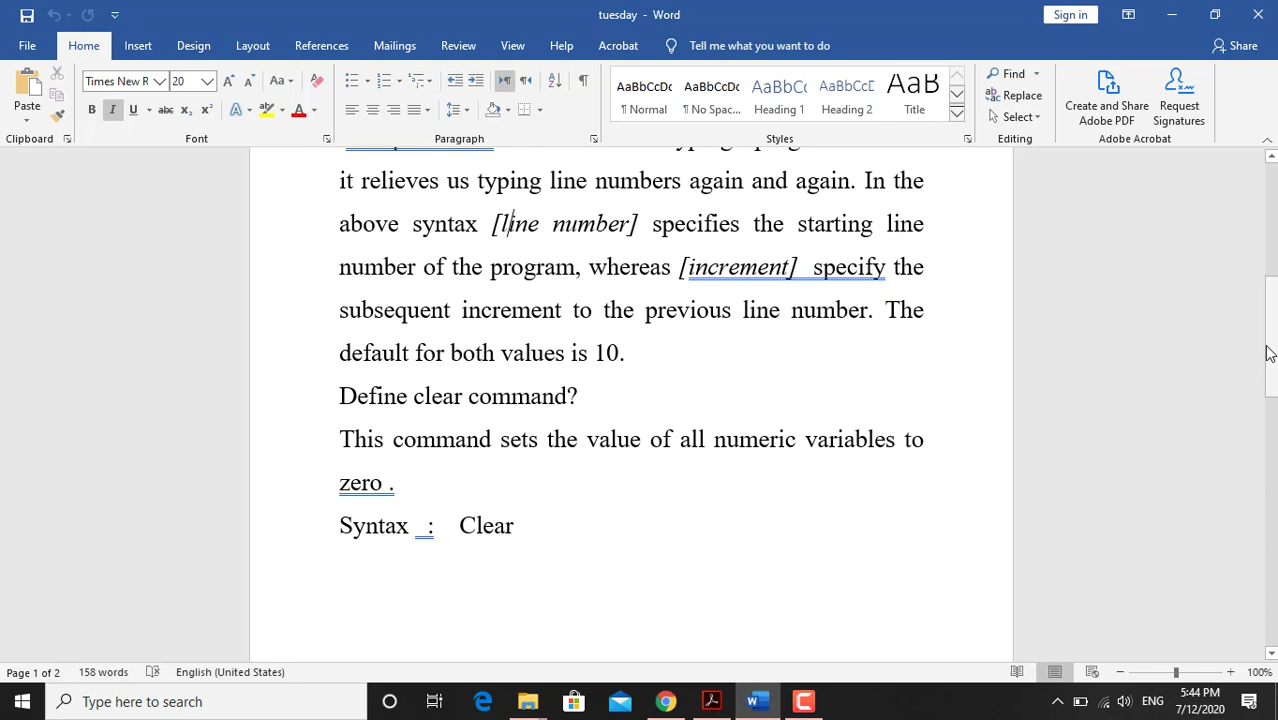 tuesday - Word
Sign in
File Home Insert Design Layout References Mailings Review View Help Acrobat Tell me what you want to do Share
Times New R 20 Aa Find
AaBbCcDc AaBbCcDc AaBbCc AaBbCcD AaB
Paste B I U abc x₂ x² A A ¶ Normal ¶ No Spac... Heading 1 Heading 2 Title Replace Create and Share Adobe PDF Request Signatures
Select
Clipboard Font Paragraph Styles Editing Adobe Acrobat
it relieves us typing line numbers again and again. In the
above syntax [line number] specifies the starting line
number of the program, whereas [increment] specify the
subsequent increment to the previous line number. The
default for both values is 10.
Define clear command?
This command sets the value of all numeric variables to
zero .
Syntax : Clear
Page 1 of 2 158 words English (United States) 100%
Type here to search ENG 5:44 PM
7/12/2020